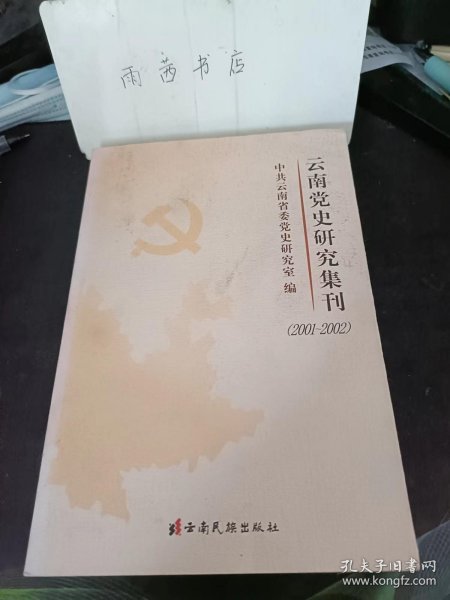 雨茜书店
云南党史研究集刊
(2001-2002)
中共云南省委党史研究室 编
云南民族出版社
孔夫子旧书网
www.kongfz.com